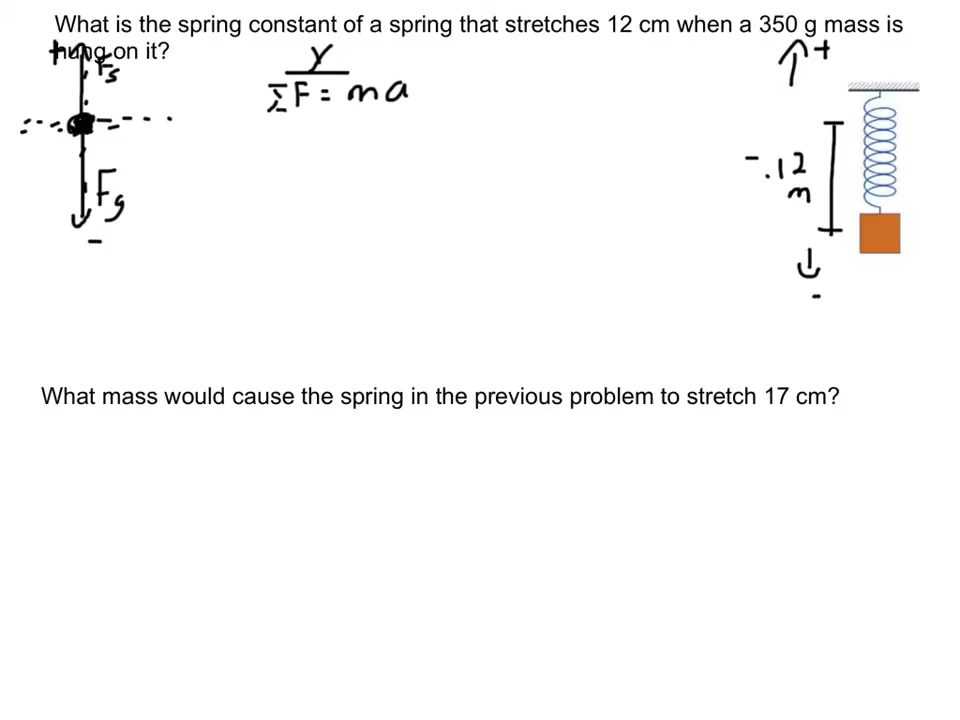 What is the spring constant of a spring that stretches 12 cm when a 350 g mass is
hung on it?
+
Fs
Fg
-
Y
ΣF = ma
+
-.12
m
-
What mass would cause the spring in the previous problem to stretch 17 cm?